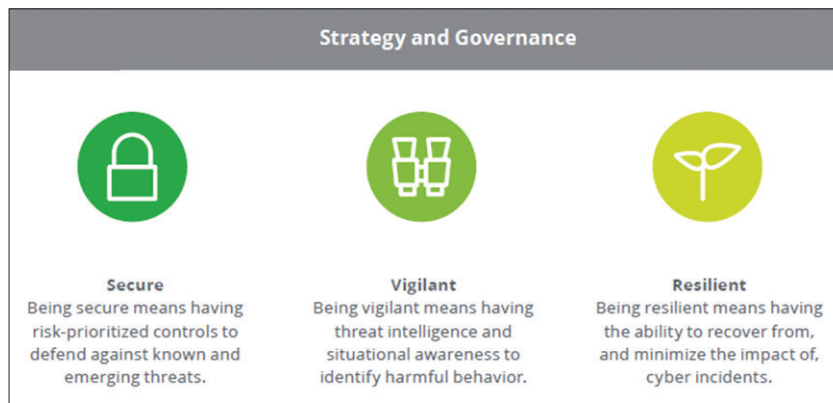 Strategy and Governance
Secure
Being secure means having
risk-prioritized controls to
defend against known and
emerging threats.
Vigilant
Being vigilant means having
threat intelligence and
situational awareness to
identify harmful behavior.
Resilient
Being resilient means having
the ability to recover from,
and minimize the impact of,
cyber incidents.